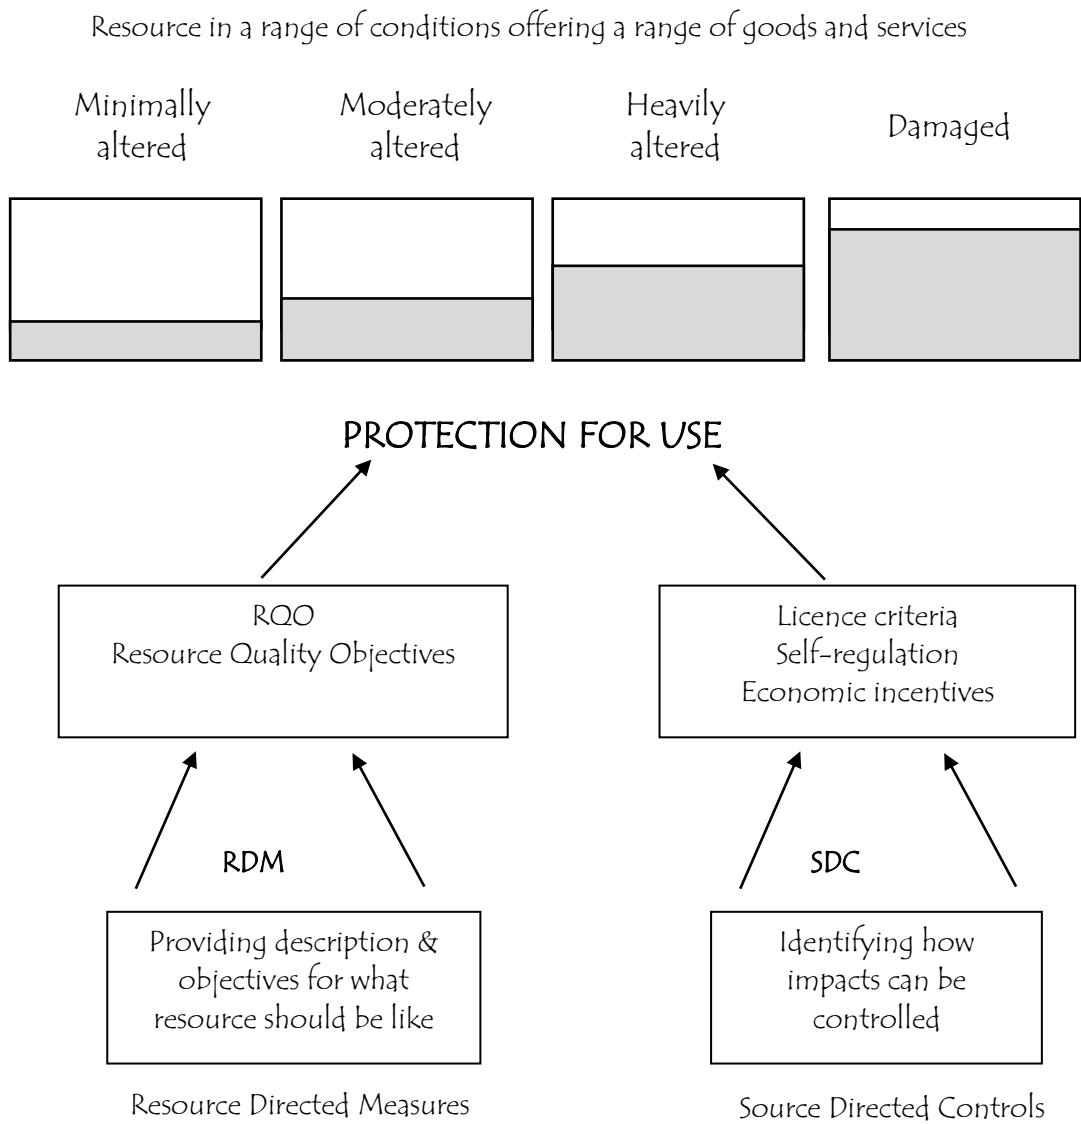 Resource in a range of conditions offering a range of goods and services
Minimally
altered
Moderately
altered
Heavily
altered
Damaged
PROTECTION FOR USE
RQO
Resource Quality Objectives
Licence criteria
Self-regulation
Economic incentives
RDM
SDC
Providing description &
objectives for what
resource should be like
Identifying how
impacts can be
controlled
Resource Directed Measures
Source Directed Controls